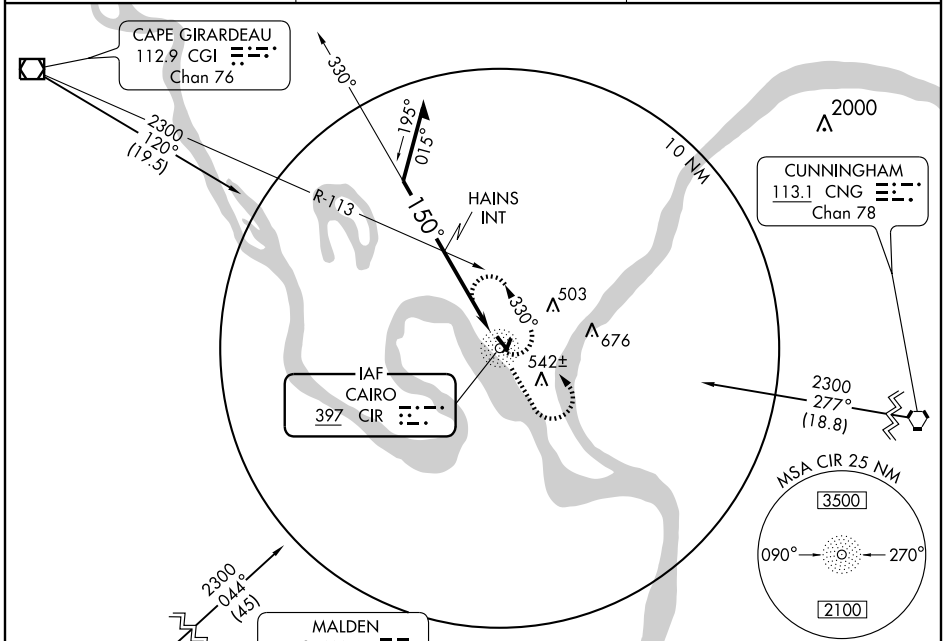 CAPE GIRARDEAU
112.9 CGI
Chan 76
330°
195°
015°
2000
2300
120°
(19.5)
10 NM
CUNNINGHAM
113.1 CNG
Chan 78
R-113
150°
HAINS
INT
330°
503
676
542±
IAF
CAIRO
397 CIR
2300
277°
(18.8)
MSA CIR 25 NM
3500
090°
270°
2100
2300
044°
(45)
MALDEN